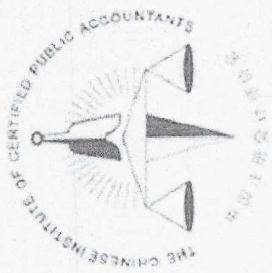 THE CHINESE INSTITUTE OF CERTIFIED PUBLIC ACCOUNTANTS